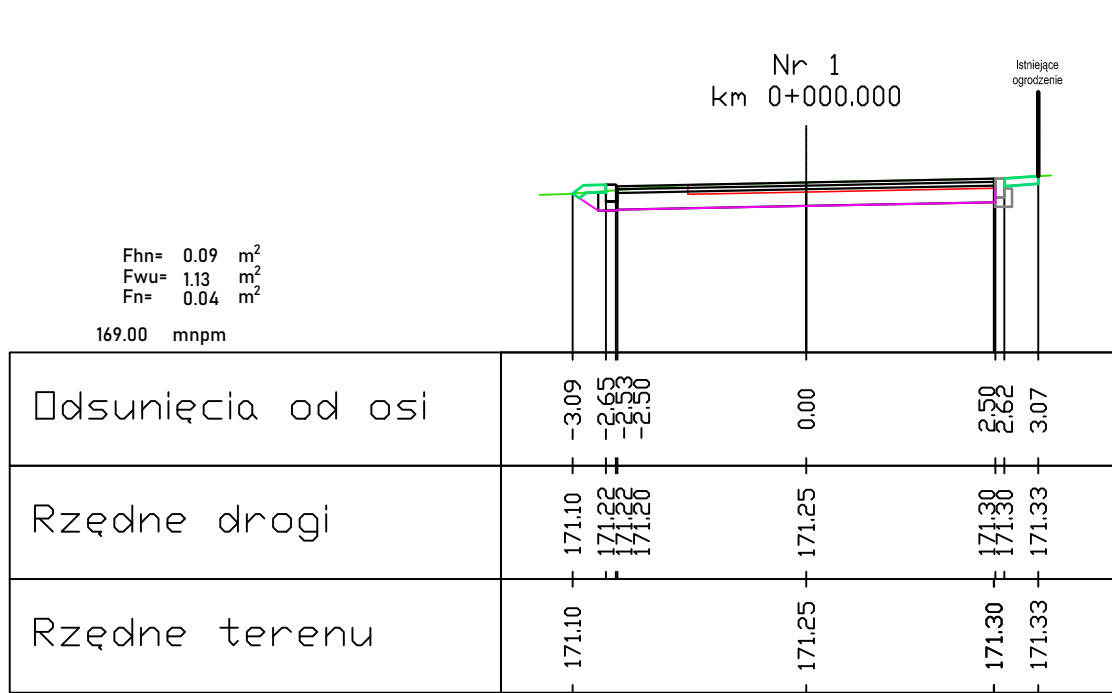 Nr 1
km 0+000.000
Istniejące
ogrodzenie
Fhn= 0.09 m²
Fwu= 1.13 m²
Fn= 0.04 m²
169.00 mnpm
Odsunięcia od osi
-3.09 -2.65 -2.53 -2.50 0.00 2.50 2.62 3.07
Rzędne drogi
171.10 171.22 171.22 171.20 171.25 171.30 171.30 171.33
Rzędne terenu
171.10 171.25 171.30 171.33